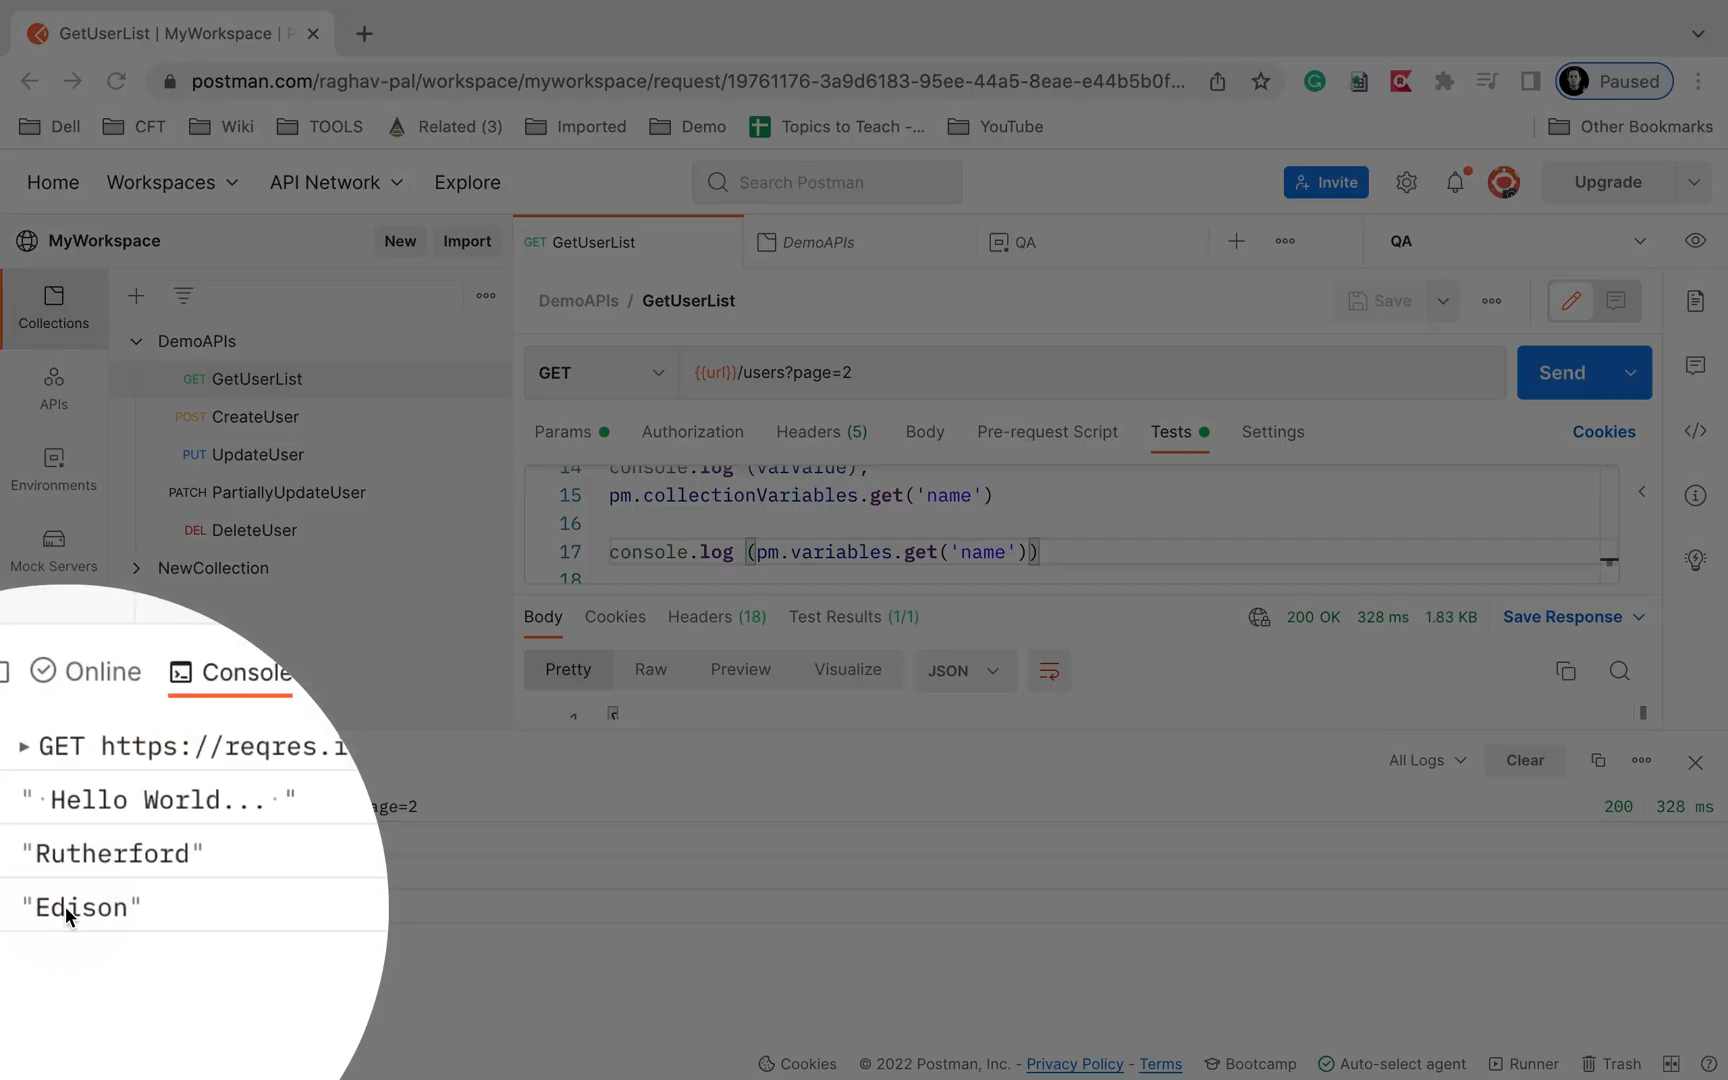 GetUserList | MyWorkspace |
postman.com/raghav-pal/workspace/myworkspace/request/19761176-3a9d6183-95ee-44a5-8eae-e44b5b0f...
Paused
Dell
CFT
Wiki
TOOLS
Related (3)
Imported
Demo
Topics to Teach -...
YouTube
Other Bookmarks
Home
Workspaces
API Network
Explore
Search Postman
Invite
Upgrade
MyWorkspace
New
Import
GET GetUserList
DemoAPIs
QA
QA
Collections
APIs
Environments
Mock Servers
DemoAPIs
GET GetUserList
POST CreateUser
PUT UpdateUser
PATCH PartiallyUpdateUser
DEL DeleteUser
NewCollection
DemoAPIs / GetUserList
Save
GET
{{url}}/users?page=2
Send
Params
Authorization
Headers (5)
Body
Pre-request Script
Tests
Settings
Cookies
14 console.log (varValue);
15 pm.collectionVariables.get('name')
16
17 console.log (pm.variables.get('name'))
18
Body
Cookies
Headers (18)
Test Results (1/1)
200 OK
328 ms
1.83 KB
Save Response
Pretty
Raw
Preview
Visualize
JSON
1 {
Online
Console
All Logs
Clear
GET https://reqres.i
age=2
200
328 ms
"·Hello World...·"
"Rutherford"
"Edison"
Cookies
© 2022 Postman, Inc. - Privacy Policy - Terms
Bootcamp
Auto-select agent
Runner
Trash